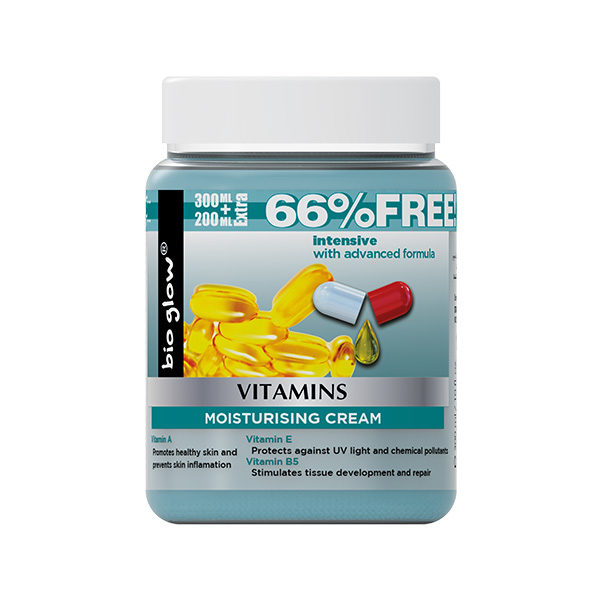 300ML
+
200ML
Extra
66%FREE!
intensive
with advanced formula
bio glow®
VITAMINS
MOISTURISING CREAM
Vitamin A
Promotes healthy skin and
prevents skin inflamation
Vitamin E
Protects against UV light and chemical pollutants
Vitamin B5
Stimulates tissue development and repair